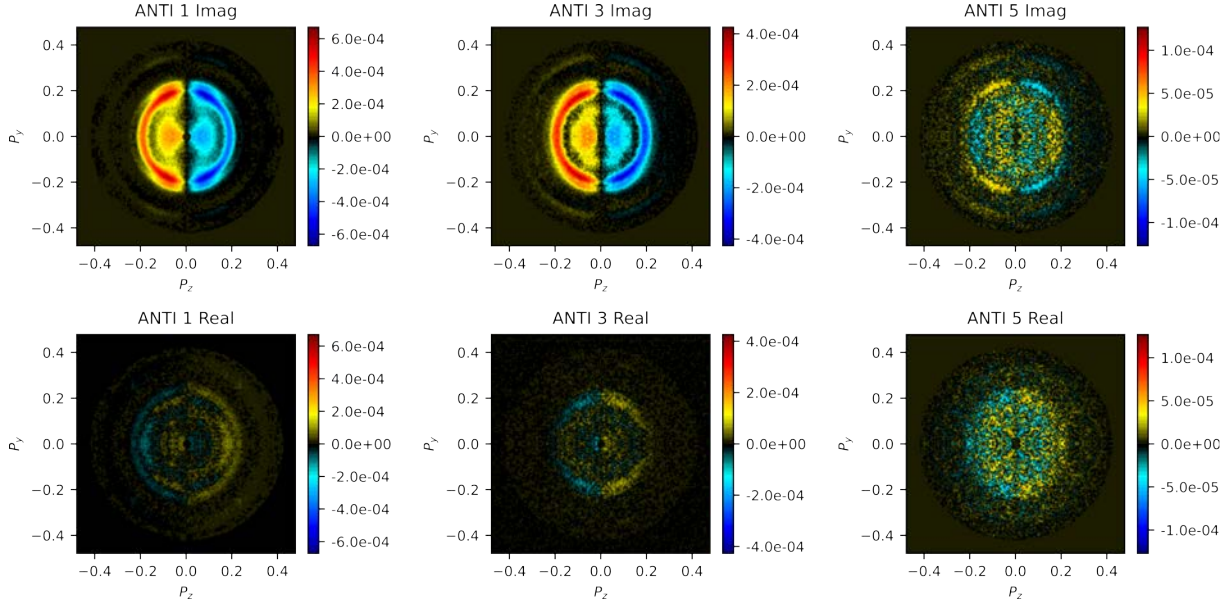 ANTI 1 Imag
0.4
0.2
0.0
−0.2
−0.4
P_y
−0.4 −0.2 0.0 0.2 0.4
P_z
6.0e-04
4.0e-04
2.0e-04
0.0e+00
-2.0e-04
-4.0e-04
-6.0e-04
ANTI 3 Imag
0.4
0.2
0.0
−0.2
−0.4
P_y
−0.4 −0.2 0.0 0.2 0.4
P_z
4.0e-04
2.0e-04
0.0e+00
-2.0e-04
-4.0e-04
ANTI 5 Imag
0.4
0.2
0.0
−0.2
−0.4
P_y
−0.4 −0.2 0.0 0.2 0.4
P_z
1.0e-04
5.0e-05
0.0e+00
-5.0e-05
-1.0e-04
ANTI 1 Real
0.4
0.2
0.0
−0.2
−0.4
P_y
−0.4 −0.2 0.0 0.2 0.4
P_z
6.0e-04
4.0e-04
2.0e-04
0.0e+00
-2.0e-04
-4.0e-04
-6.0e-04
ANTI 3 Real
0.4
0.2
0.0
−0.2
−0.4
P_y
−0.4 −0.2 0.0 0.2 0.4
P_z
4.0e-04
2.0e-04
0.0e+00
-2.0e-04
-4.0e-04
ANTI 5 Real
0.4
0.2
0.0
−0.2
−0.4
P_y
−0.4 −0.2 0.0 0.2 0.4
P_z
1.0e-04
5.0e-05
0.0e+00
-5.0e-05
-1.0e-04